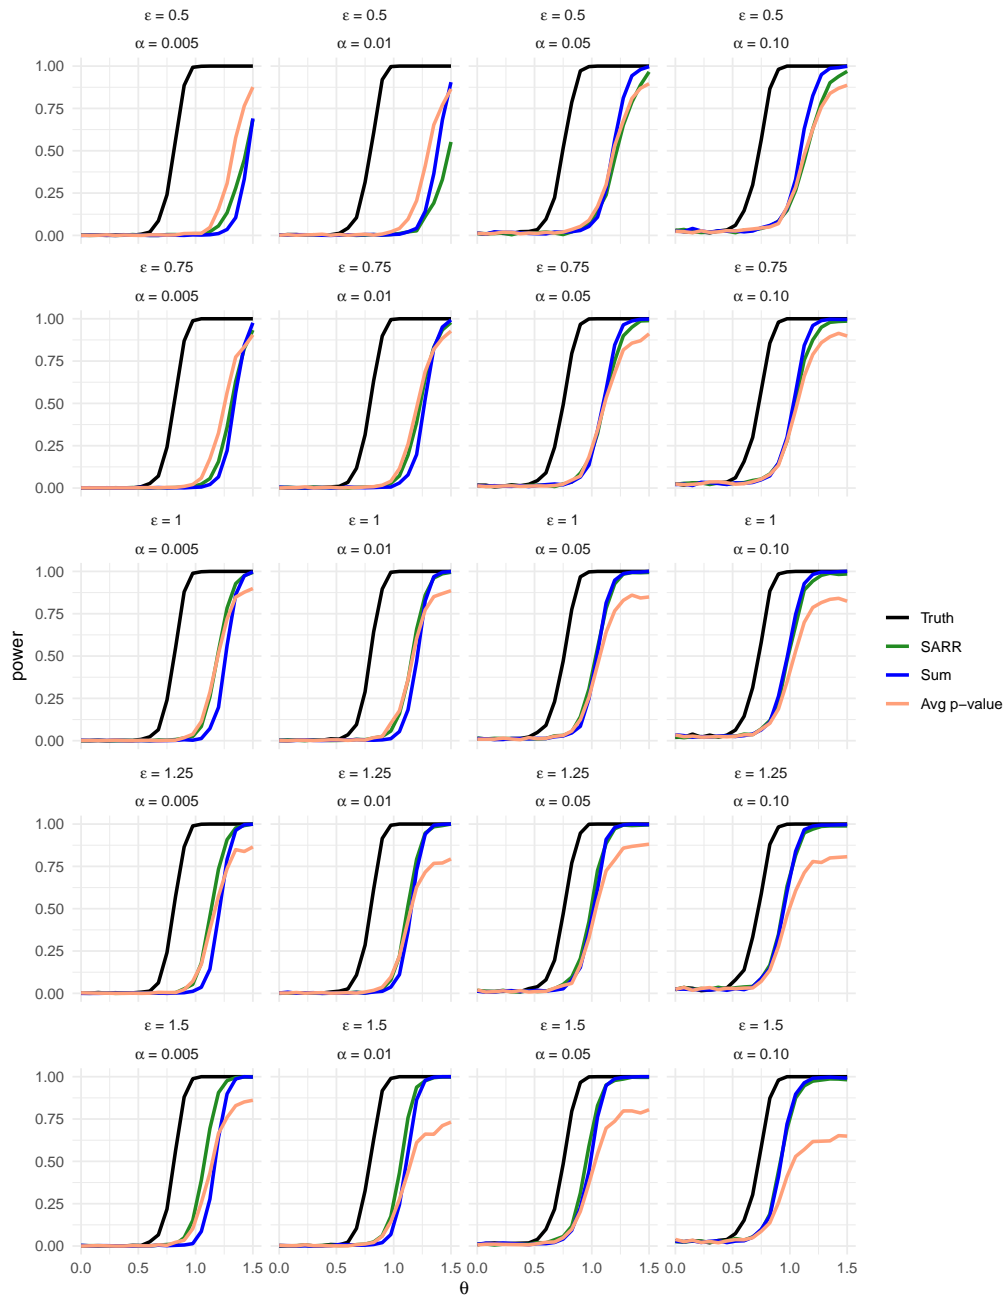 ε = 0.5 ε = 0.5 ε = 0.5 ε = 0.5
α = 0.005 α = 0.01 α = 0.05 α = 0.10
1.00
0.75
0.50
0.25
0.00
ε = 0.75 ε = 0.75 ε = 0.75 ε = 0.75
α = 0.005 α = 0.01 α = 0.05 α = 0.10
1.00
0.75
0.50
0.25
0.00
ε = 1 ε = 1 ε = 1 ε = 1
α = 0.005 α = 0.01 α = 0.05 α = 0.10
1.00
0.75
0.50
0.25
0.00
power
Truth
SARR
Sum
Avg p−value
ε = 1.25 ε = 1.25 ε = 1.25 ε = 1.25
α = 0.005 α = 0.01 α = 0.05 α = 0.10
1.00
0.75
0.50
0.25
0.00
ε = 1.5 ε = 1.5 ε = 1.5 ε = 1.5
α = 0.005 α = 0.01 α = 0.05 α = 0.10
1.00
0.75
0.50
0.25
0.00
0.0 0.5 1.0 1.5 0.0 0.5 1.0 1.5 0.0 0.5 1.0 1.5 0.0 0.5 1.0 1.5
θ